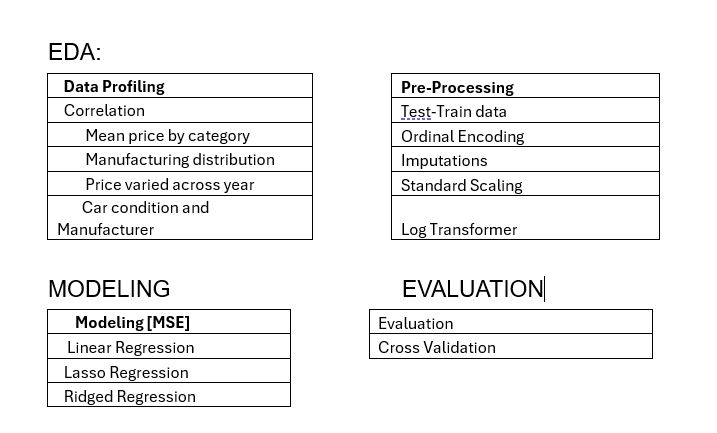 EDA:
Data Profiling
Correlation
Mean price by category
Manufacturing distribution
Price varied across year
Car condition and
Manufacturer
Pre-Processing
Test-Train data
Ordinal Encoding
Imputations
Standard Scaling
Log Transformer
MODELING
Modeling [MSE]
Linear Regression
Lasso Regression
Ridged Regression
EVALUATION
Evaluation
Cross Validation